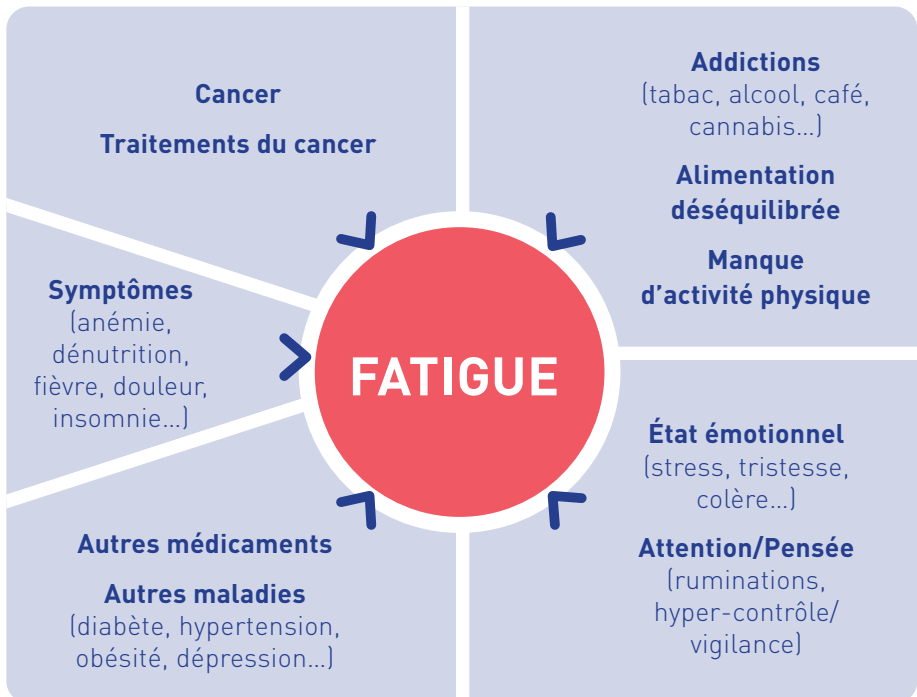 Cancer
Traitements du cancer
Addictions
(tabac, alcool, café,
cannabis...)
Alimentation
déséquilibrée
Manque
d'activité physique
Symptômes
(anémie,
dénutrition,
fièvre, douleur,
insomnie...)
FATIGUE
État émotionnel
(stress, tristesse,
colère...)
Attention/Pensée
(ruminations,
hyper-contrôle/
vigilance)
Autres médicaments
Autres maladies
(diabète, hypertension,
obésité, dépression...)